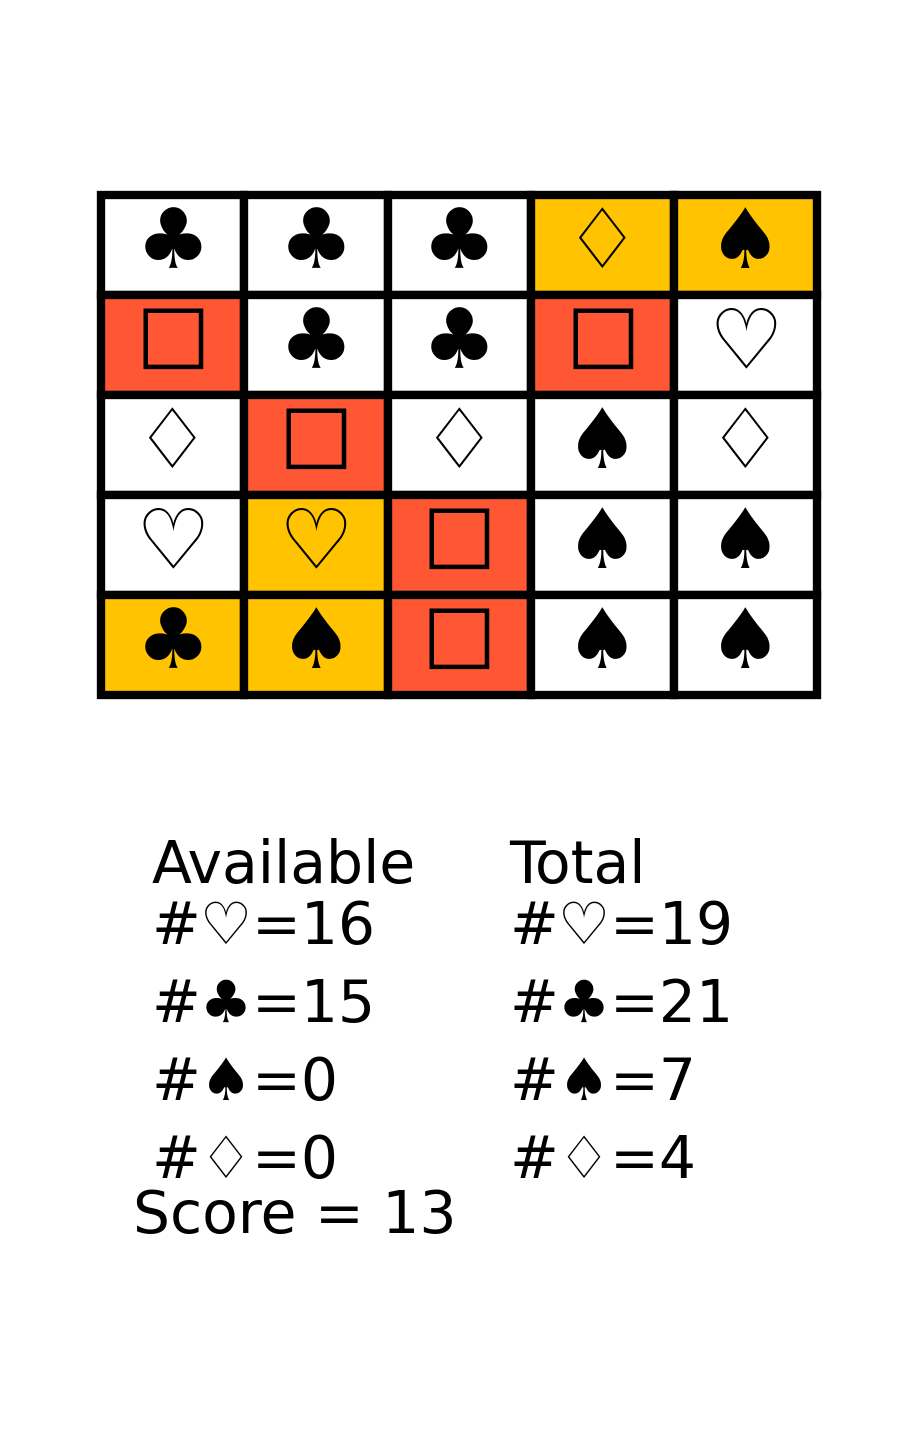 ♣ ♣ ♣ ♢ ♠
□ ♣ ♣ □ ♡
♢ □ ♢ ♠ ♢
♡ ♡ □ ♠ ♠
♣ ♠ □ ♠ ♠
Available Total
#♡=16 #♡=19
#♣=15 #♣=21
#♠=0 #♠=7
#♢=0 #♢=4
Score = 13